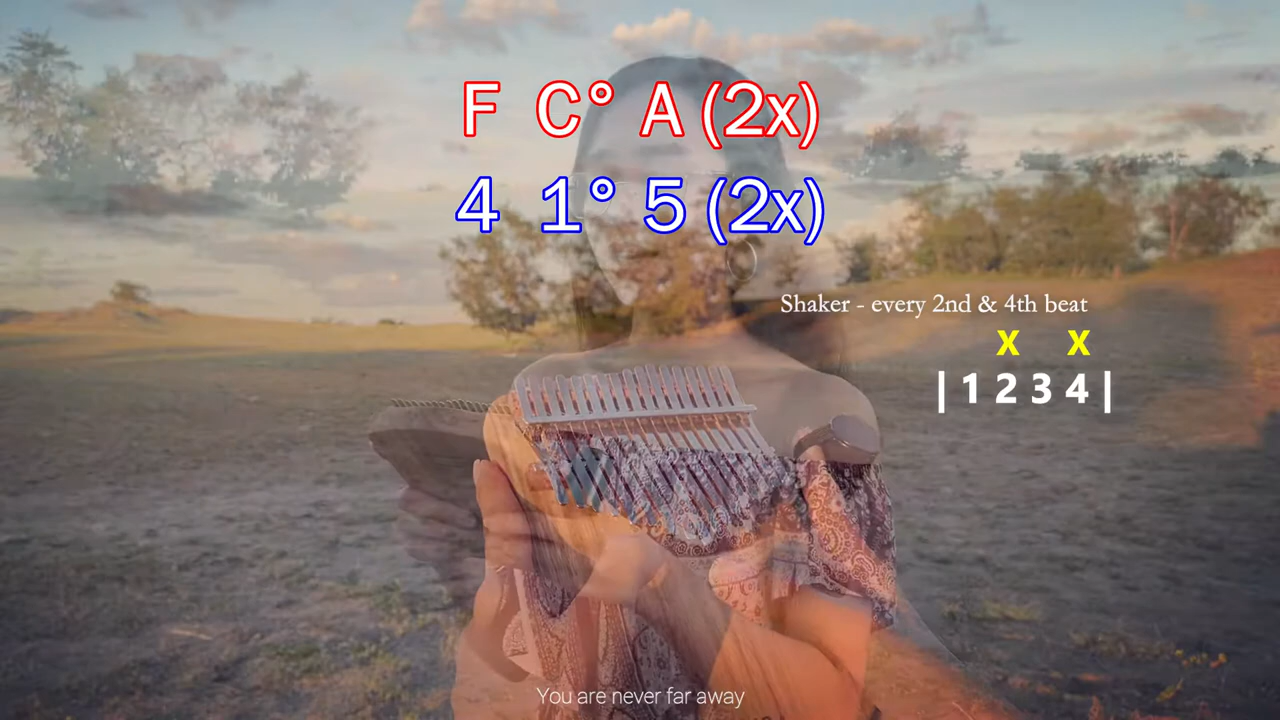 F C° A (2x)
4 1° 5 (2x)
Shaker - every 2nd & 4th beat
X X
| 1 2 3 4 |
You are never far away